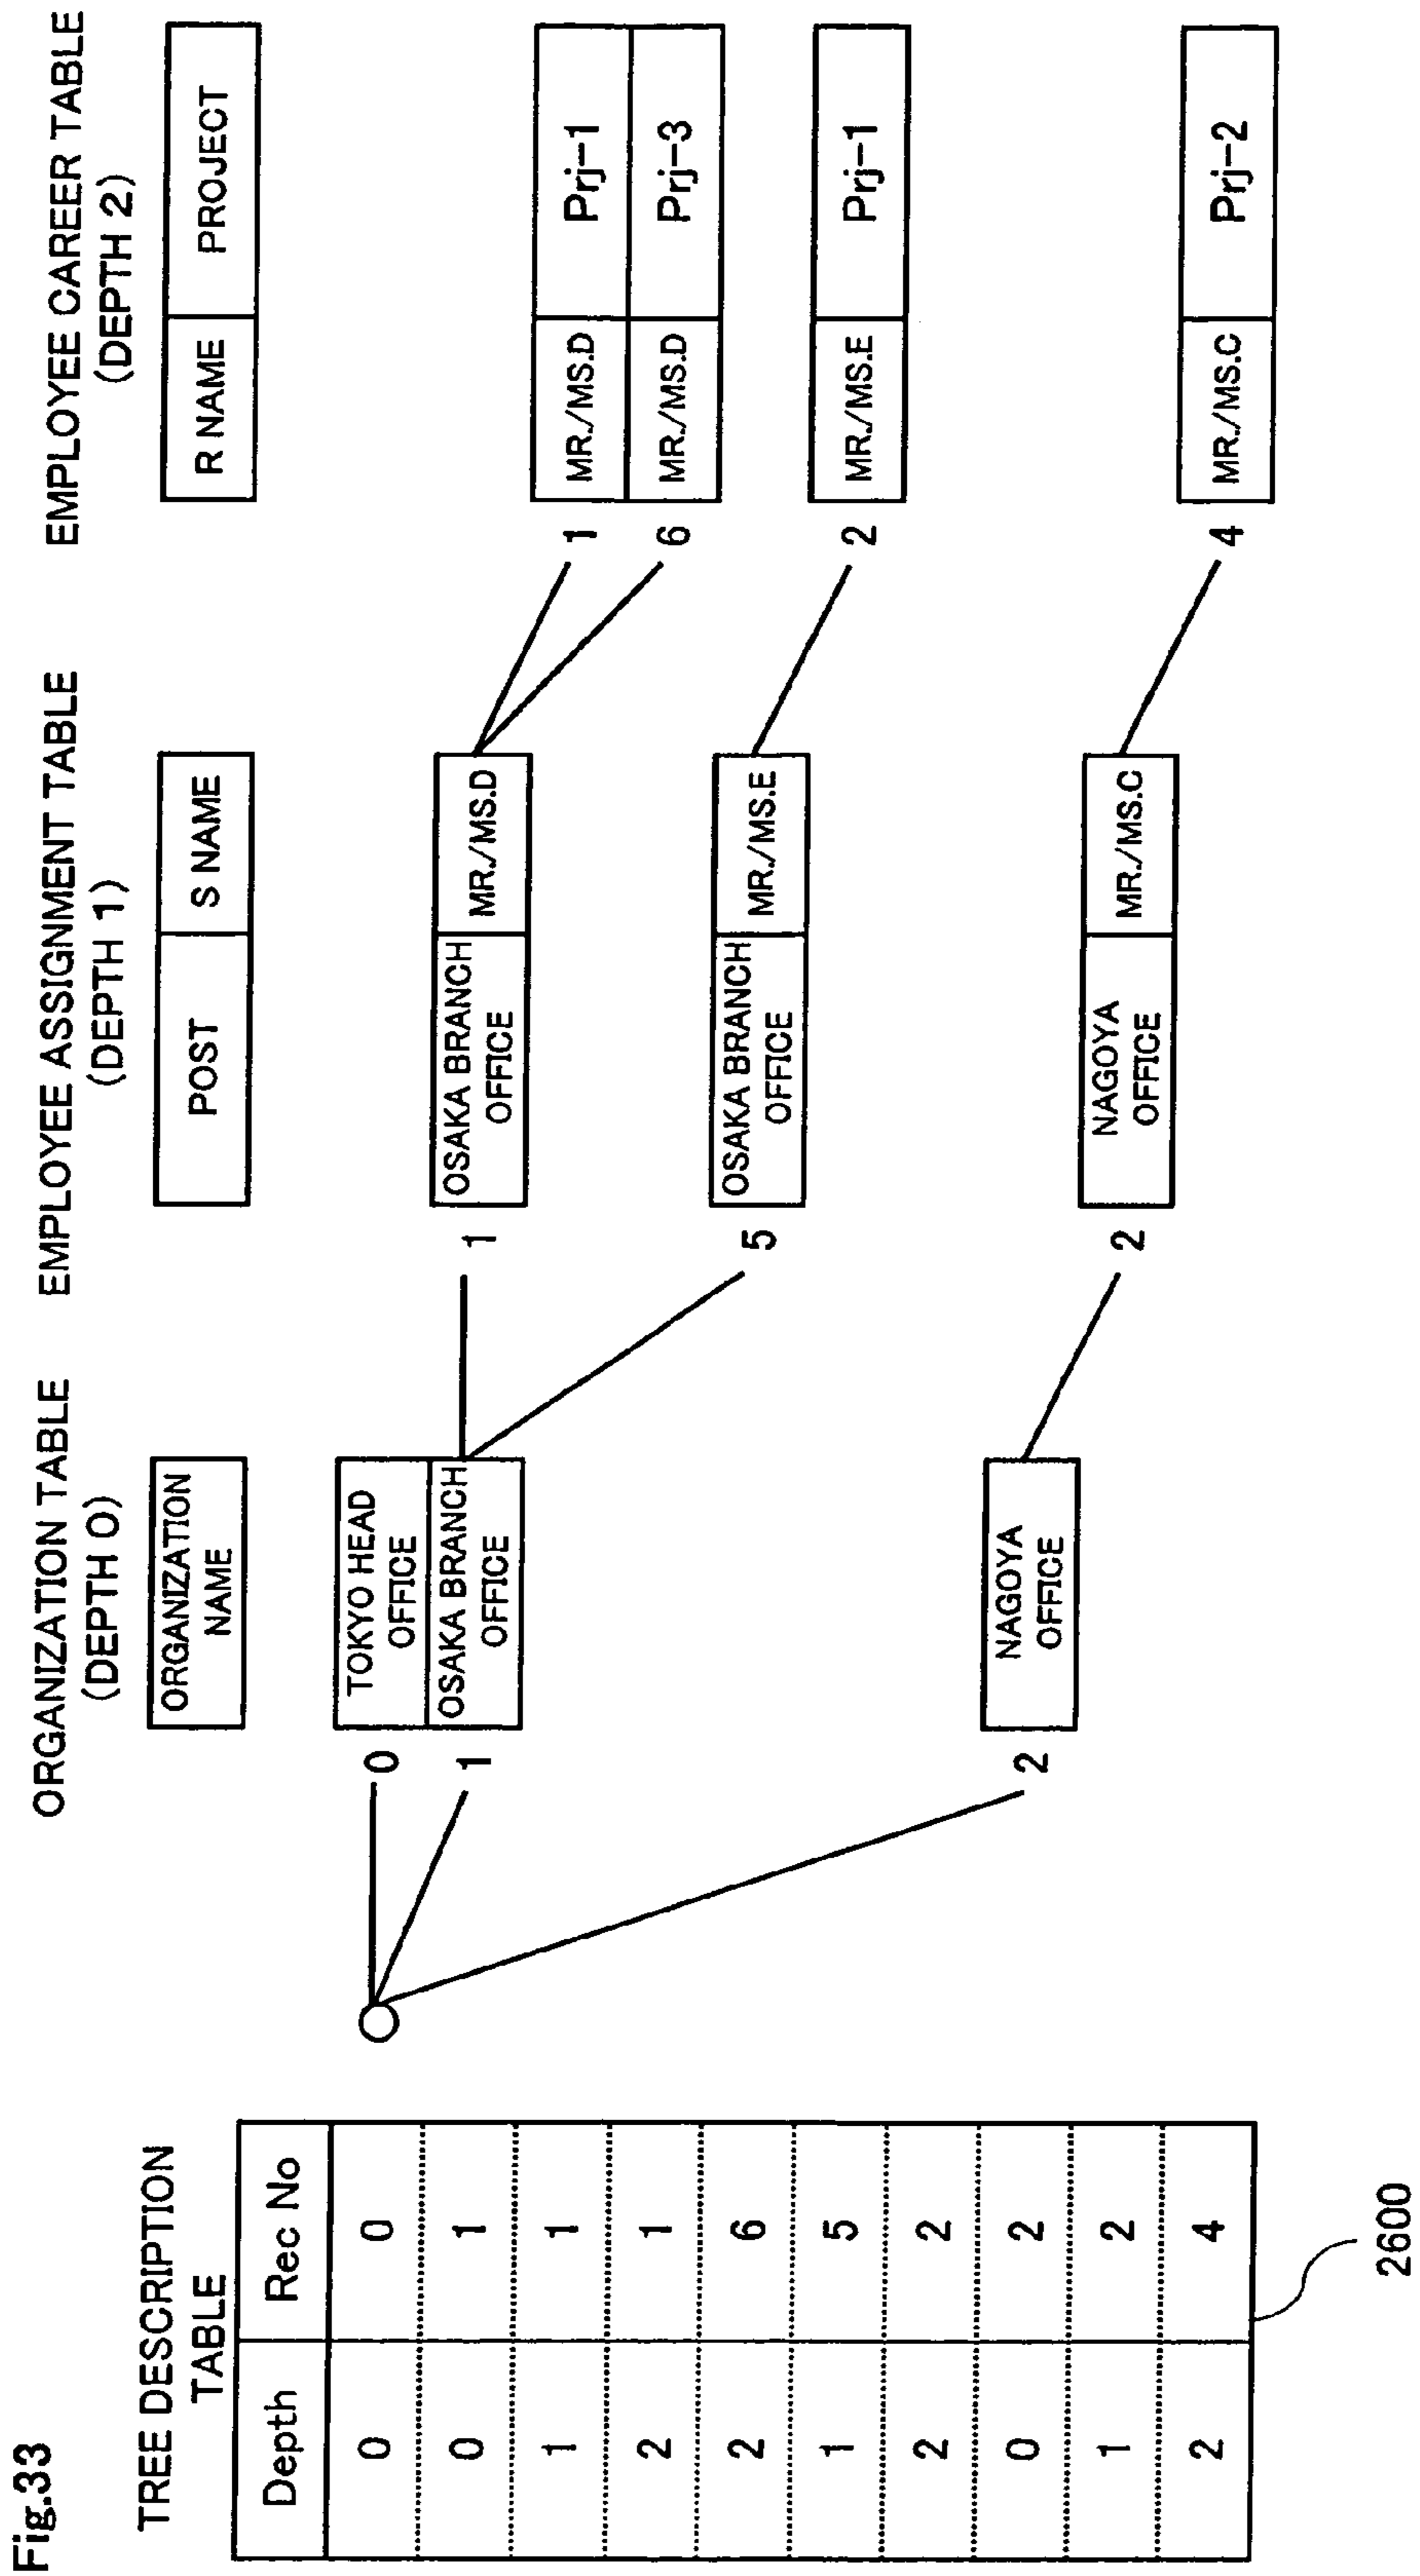 Fig.33
TREE DESCRIPTION
TABLE
Depth Rec No
0 0
0 1
1 1
2 1
2 6
1 5
2 2
0 2
1 2
2 4
2600
ORGANIZATION TABLE
(DEPTH 0)
ORGANIZATION
NAME
0
TOKYO HEAD
OFFICE
1
OSAKA BRANCH
OFFICE
2
NAGOYA
OFFICE
EMPLOYEE ASSIGNMENT TABLE
(DEPTH 1)
POST S NAME
1
OSAKA BRANCH
OFFICE
MR./MS.D
5
OSAKA BRANCH
OFFICE
MR./MS.E
2
NAGOYA
OFFICE
MR./MS.C
EMPLOYEE CAREER TABLE
(DEPTH 2)
R NAME PROJECT
1 MR./MS.D Prj-1
6 MR./MS.D Prj-3
2 MR./MS.E Prj-1
4 MR./MS.C Prj-2